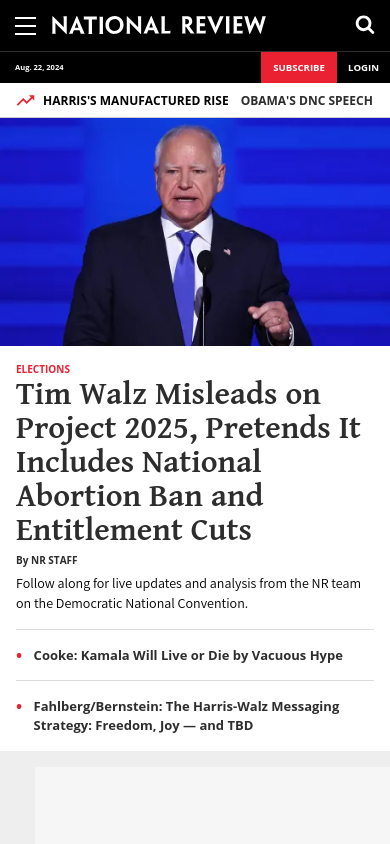 NATIONAL REVIEW
Aug. 22, 2024
SUBSCRIBE
LOGIN
HARRIS'S MANUFACTURED RISE
OBAMA'S DNC SPEECH
ELECTIONS
Tim Walz Misleads on
Project 2025, Pretends It
Includes National
Abortion Ban and
Entitlement Cuts
By NR STAFF
Follow along for live updates and analysis from the NR team
on the Democratic National Convention.
• Cooke: Kamala Will Live or Die by Vacuous Hype
• Fahlberg/Bernstein: The Harris-Walz Messaging
Strategy: Freedom, Joy — and TBD